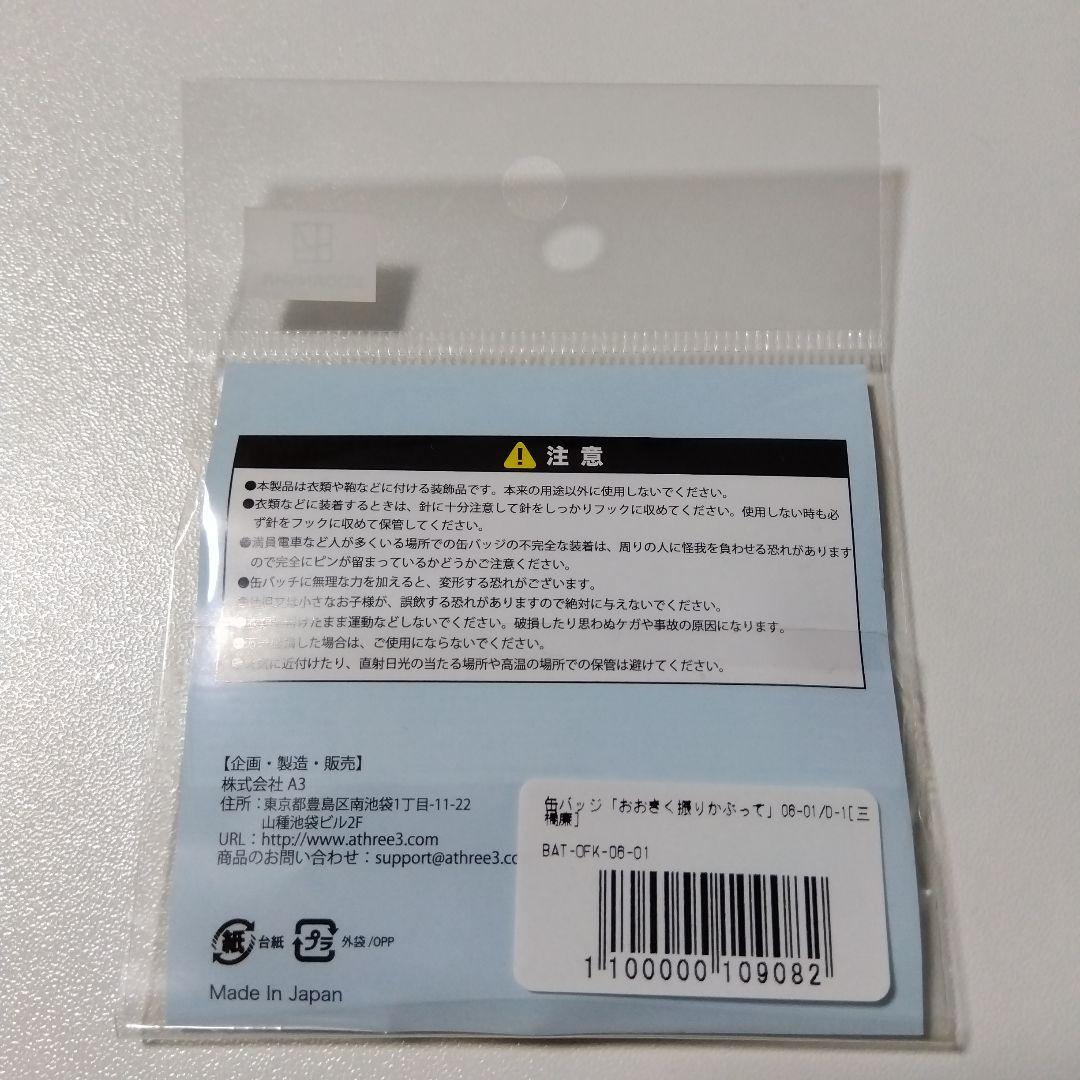 注意
●本製品は衣類や鞄などに付ける装飾品です。本来の用途以外に使用しないでください。
●衣類などに装着するときは、針に十分注意して針をしっかりフックに収めてください。使用しない時も必
ず針をフックに収めて保管してください。
●満員電車など人が多くいる場所での缶バッジの不完全な装着は、周りの人に怪我を負わせる恐れがあります
ので完全にピンが留まっているかどうかご注意ください。
●缶バッチに無理な力を加えると、変形する恐れがございます。
又は小さなお子様が、誤飲する恐れがありますので絶対に与えないでください。
けたまま運動などしないでください。破損したり思わぬケガや事故の原因になります。
した場合は、ご使用にならないでください。
に近付けたり、直射日光の当たる場所や高温の場所での保管は避けてください。
【企画・製造・販売】
株式会社 A3
住所：東京都豊島区南池袋1丁目-11-22
山種池袋ビル2F
URL：http://www.athree3.com
商品のお問い合わせ：support@athree3.co
紙 台紙 プラ 外袋/OPP
Made In Japan
缶バッジ「おおきく振りかぶって」06-01/D-1[三
橋廉]
BAT-OFK-06-01
1 100000 109082